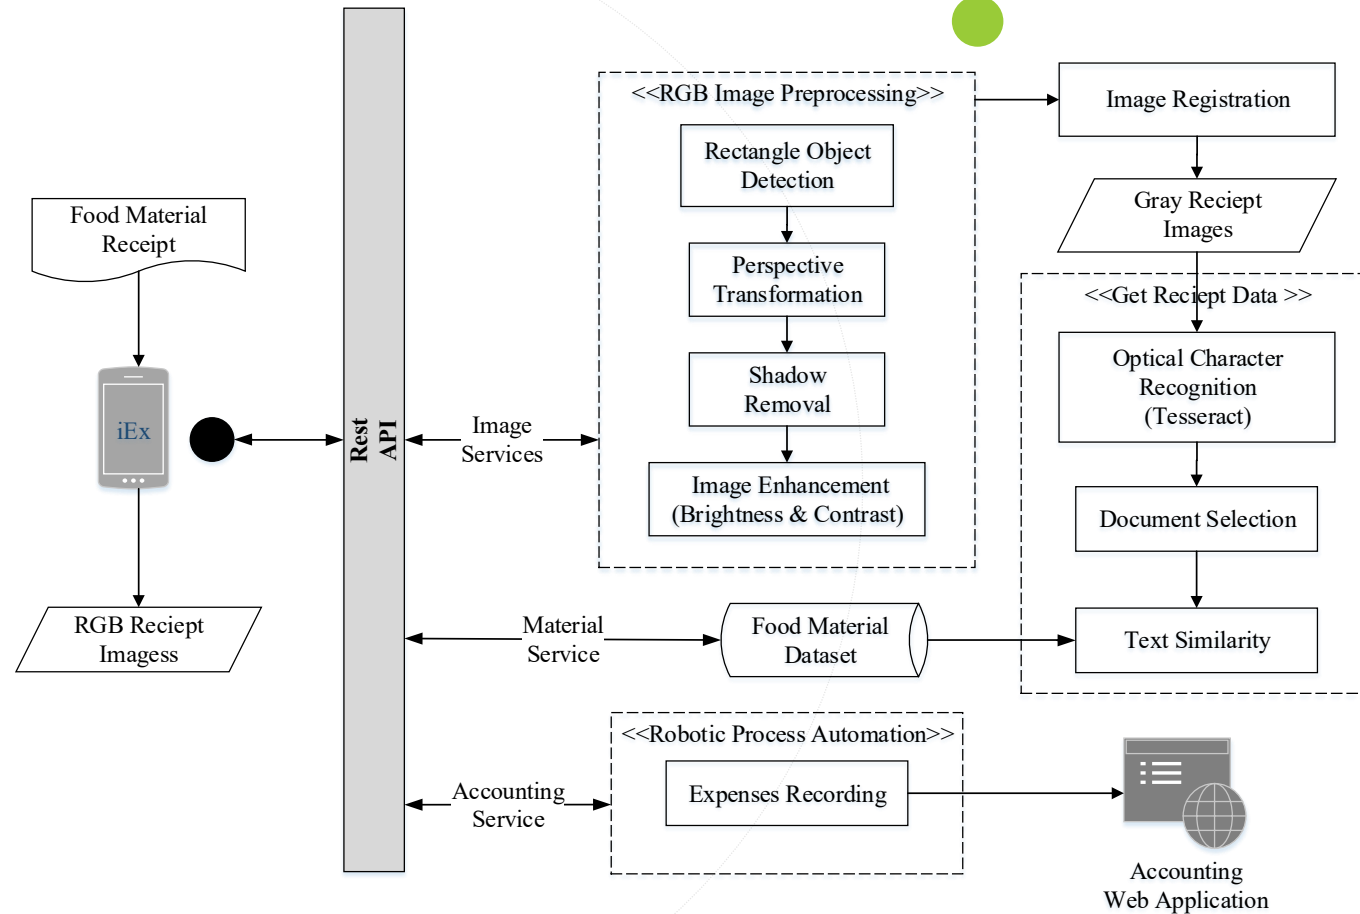 Food Material
Receipt
iEx
RGB Reciept
Imagess
Rest
API
Image
Services
Material
Service
Accounting
Service
<<RGB Image Preprocessing>>
Rectangle Object
Detection
Perspective
Transformation
Shadow
Removal
Image Enhancement
(Brightness & Contrast)
Food Material
Dataset
<<Robotic Process Automation>>
Expenses Recording
Image Registration
Gray Reciept
Images
<<Get Reciept Data >>
Optical Character
Recognition
(Tesseract)
Document Selection
Text Similarity
Accounting
Web Application